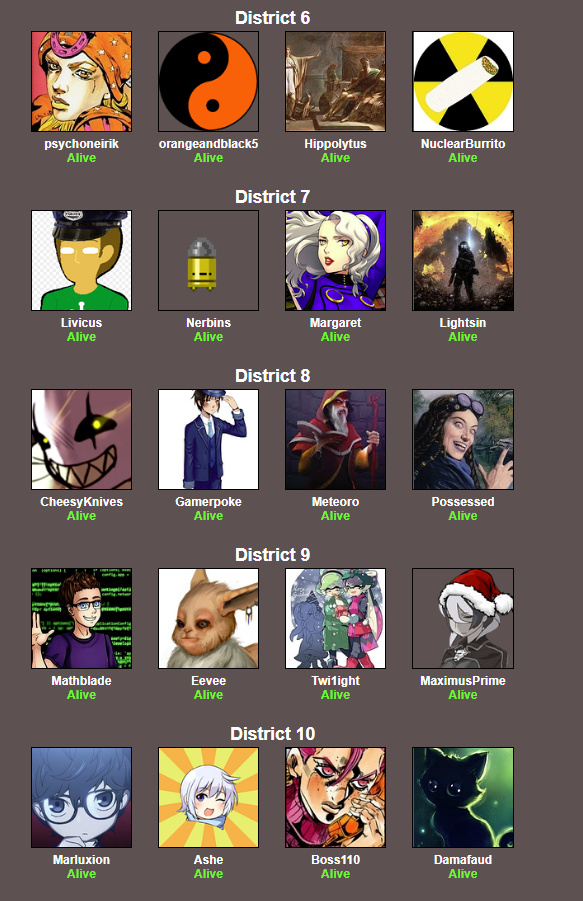 District 6
psychoneirik orangeandblack5 Hippolytus NuclearBurrito
Alive Alive Alive Alive
District 7
Livicus Nerbins Margaret Lightsin
Alive Alive Alive Alive
District 8
CheesyKnives Gamerpoke Meteoro Possessed
Alive Alive Alive Alive
District 9
Mathblade Eevee Twi1ight MaximusPrime
Alive Alive Alive Alive
District 10
Marluxion Ashe Boss110 Damafaud
Alive Alive Alive Alive